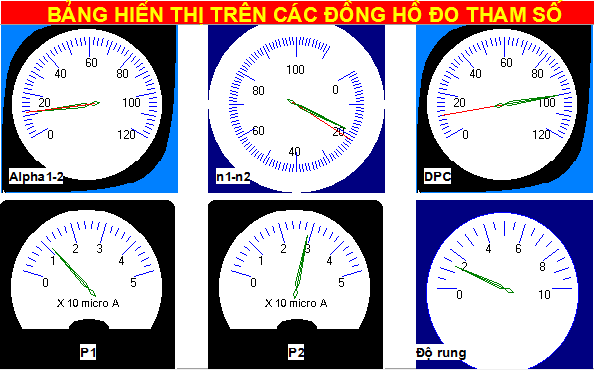 BẢNG HIỂN THỊ TRÊN CÁC ĐỒNG HỒ ĐO THAM SỐ
0 20 40 60 80 100 120
Alpha1-2
0 20 40 60 80 100
n1-n2
0 20 40 60 80 100 120
DPC
0 1 2 3 4 5
X 10 micro A
P1
0 1 2 3 4 5
X 10 micro A
P2
0 2 4 6 8 10
Độ rung